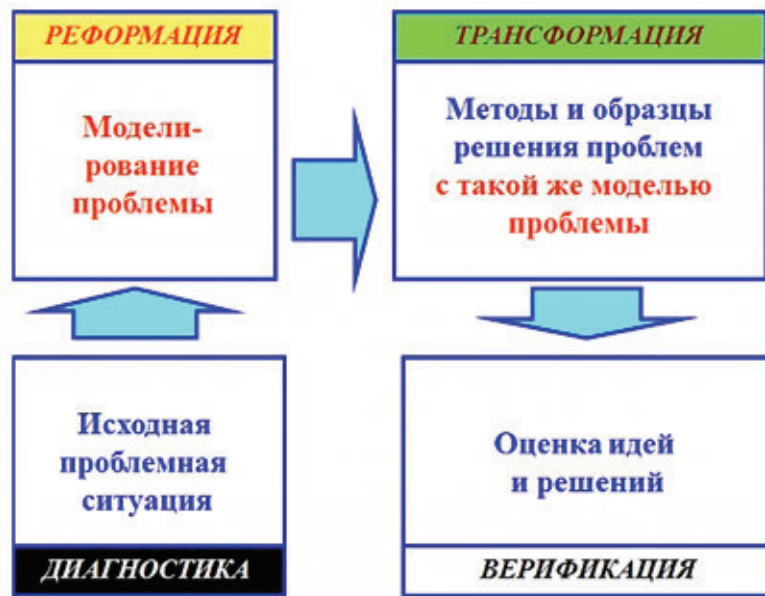 РЕФОРМАЦИЯ
Модели-
рование
проблемы
ТРАНСФОРМАЦИЯ
Методы и образцы
решения проблем
с такой же моделью
проблемы
Исходная
проблемная
ситуация
ДИАГНОСТИКА
Оценка идей
и решений
ВЕРИФИКАЦИЯ